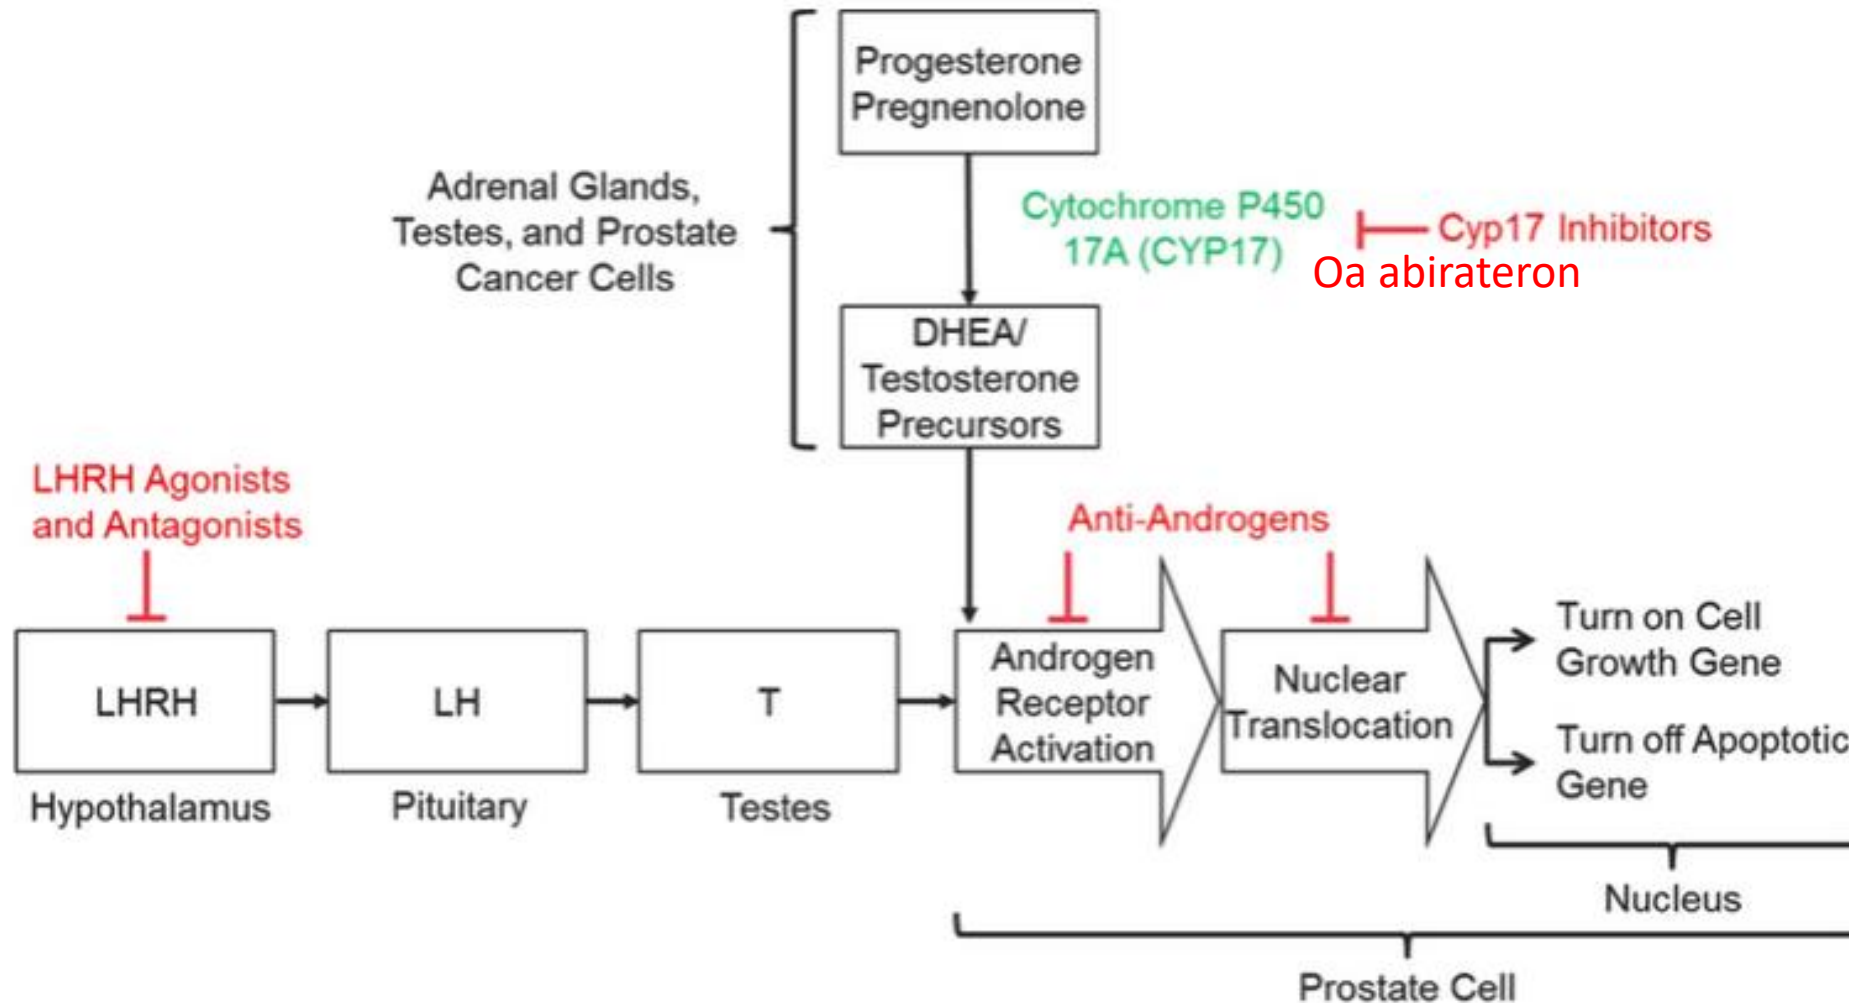 Progesterone
Pregnenolone
Adrenal Glands,
Testes, and Prostate
Cancer Cells
Cytochrome P450
17A (CYP17)
Cyp17 Inhibitors
Oa abirateron
DHEA/
Testosterone
Precursors
LHRH Agonists
and Antagonists
Anti-Androgens
LHRH
LH
T
Androgen
Receptor
Activation
Nuclear
Translocation
Turn on Cell
Growth Gene
Turn off Apoptotic
Gene
Hypothalamus
Pituitary
Testes
Nucleus
Prostate Cell